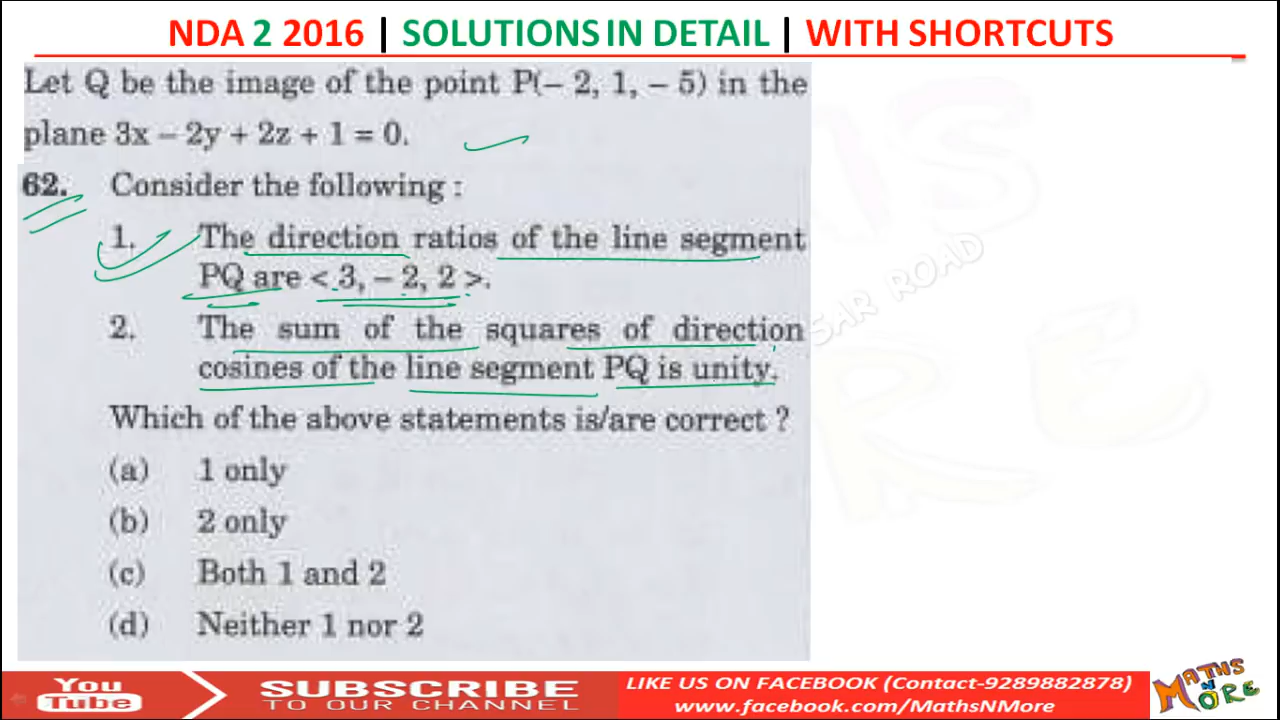 NDA 2 2016 | SOLUTIONS IN DETAIL | WITH SHORTCUTS
Let Q be the image of the point P(– 2, 1, – 5) in the
plane 3x – 2y + 2z + 1 = 0.
62. Consider the following :
1. The direction ratios of the line segment
PQ are < 3, – 2, 2 >.
2. The sum of the squares of direction
cosines of the line segment PQ is unity.
Which of the above statements is/are correct ?
(a) 1 only
(b) 2 only
(c) Both 1 and 2
(d) Neither 1 nor 2
SAR ROAD
You
Tube
SUBSCRIBE
TO OUR CHANNEL
LIKE US ON FACEBOOK (Contact-9289882878)
www.facebook.com/MathsNMore
MATHS
N
MORE